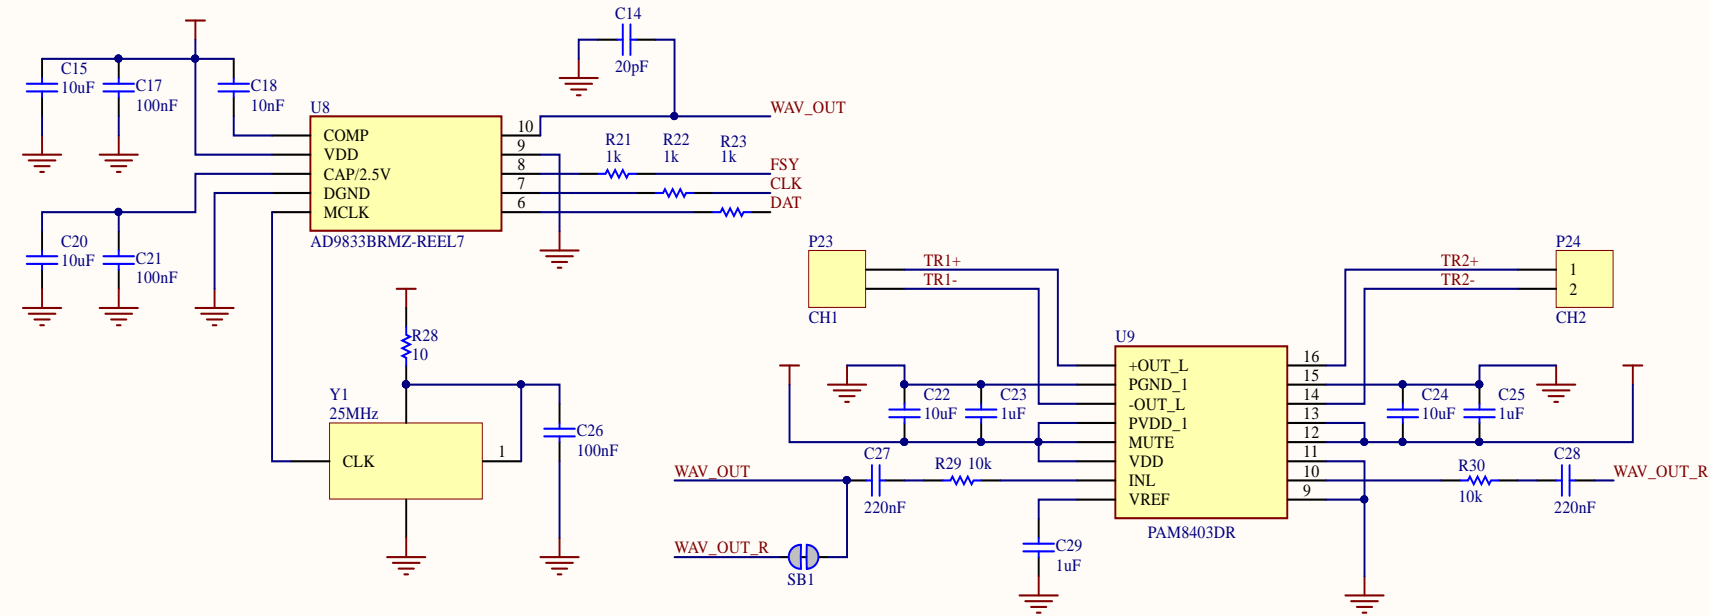 C14
20pF
C15
10uF
C17
100nF
C18
10nF
U8
COMP
VDD
CAP/2.5V
DGND
MCLK
10
9
8
7
6
AD9833BRMZ-REEL7
WAV_OUT
R21
1k
R22
1k
R23
1k
FSY
CLK
DAT
C20
10uF
C21
100nF
R28
10
Y1
25MHz
CLK
1
C26
100nF
P23
CH1
TR1+
TR1-
TR2+
TR2-
P24
1
2
CH2
U9
+OUT_L
PGND_1
-OUT_L
PVDD_1
MUTE
VDD
INL
VREF
16
15
14
13
12
11
10
9
PAM8403DR
C22
10uF
C23
1uF
C24
10uF
C25
1uF
WAV_OUT
C27
220nF
R29 10k
R30
10k
C28
220nF
WAV_OUT_R
WAV_OUT_R
SB1
C29
1uF